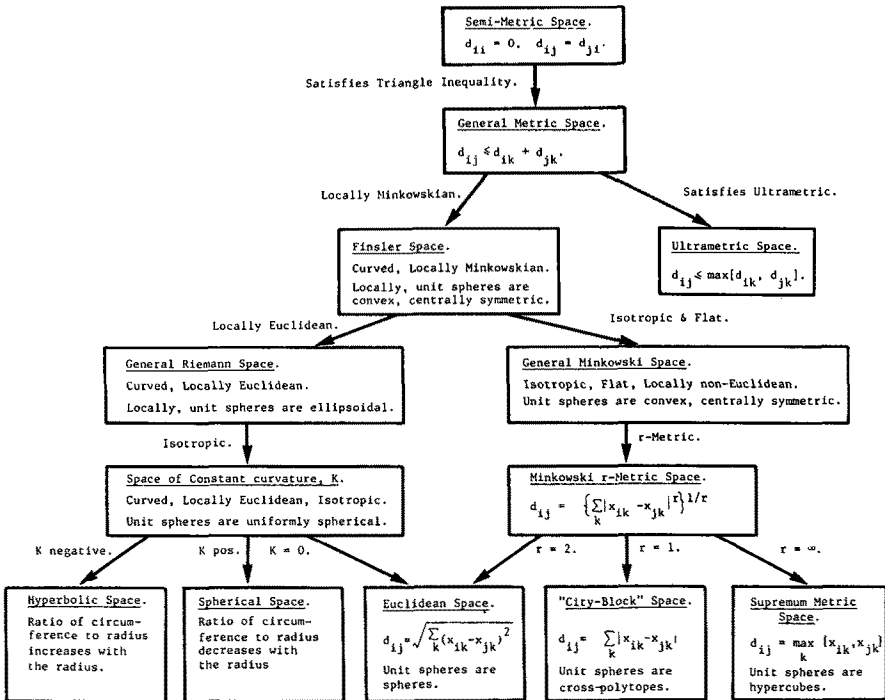 Semi-Metric Space.
d_ii = 0, d_ij = d_ji.
Satisfies Triangle Inequality.
General Metric Space.
d_ij ≤ d_ik + d_jk.
Locally Minkowskian.
Satisfies Ultrametric.
Finsler Space.
Curved, Locally Minkowskian.
Locally, unit spheres are
convex, centrally symmetric.
Ultrametric Space.
d_ij ≤ max[d_ik, d_jk].
Locally Euclidean.
Isotropic & Flat.
General Riemann Space.
Curved, Locally Euclidean.
Locally, unit spheres are ellipsoidal.
General Minkowski Space.
Isotropic, Flat, Locally non-Euclidean.
Unit spheres are convex, centrally symmetric.
Isotropic.
r-Metric.
Space of Constant curvature, K.
Curved, Locally Euclidean, Isotropic.
Unit spheres are uniformly spherical.
Minkowski r-Metric Space.
d_ij = {∑_k |x_ik - x_jk|^r}^1/r
K negative.
K pos.
K = 0.
r = 2.
r = 1.
r = ∞.
Hyperbolic Space.
Ratio of circum-
ference to radius
increases with
the radius.
Spherical Space.
Ratio of circum-
ference to radius
decreases with
the radius
Euclidean Space.
d_ij = √∑_k (x_ik - x_jk)^2
Unit spheres are
spheres.
"City-Block" Space.
d_ij = ∑_k |x_ik - x_jk|
Unit spheres are
cross-polytopes.
Supremum Metric
Space.
d_ij = max_k {x_ik, x_jk}
Unit spheres are
hypercubes.